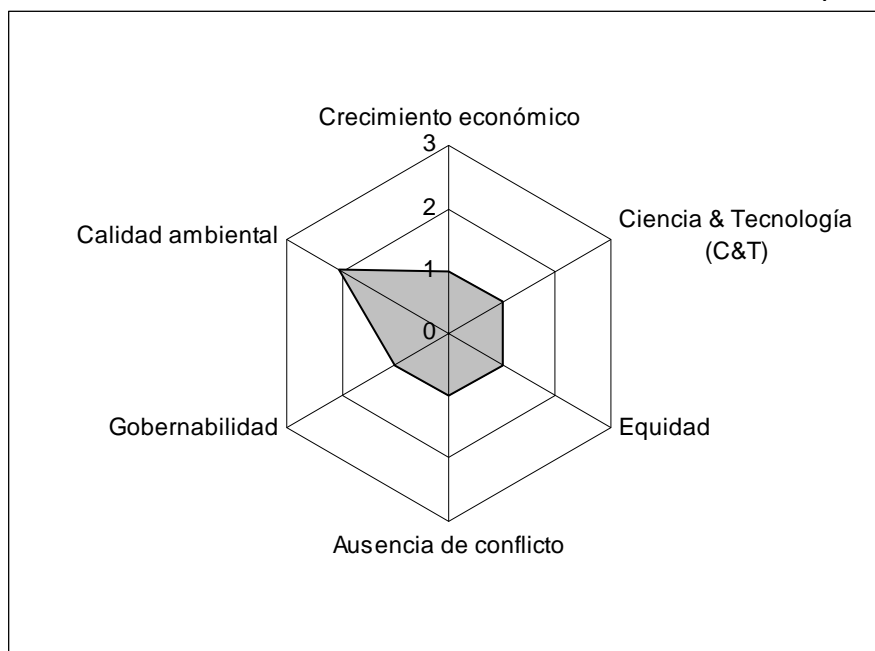 Crecimiento económico
3
2
1
0
Ciencia & Tecnología
(C&T)
Calidad ambiental
Gobernabilidad
Equidad
Ausencia de conflicto